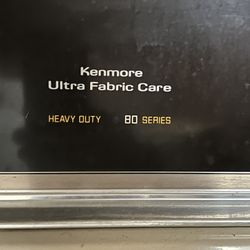 Kenmore
Ultra Fabric Care
HEAVY DUTY 80 SERIES